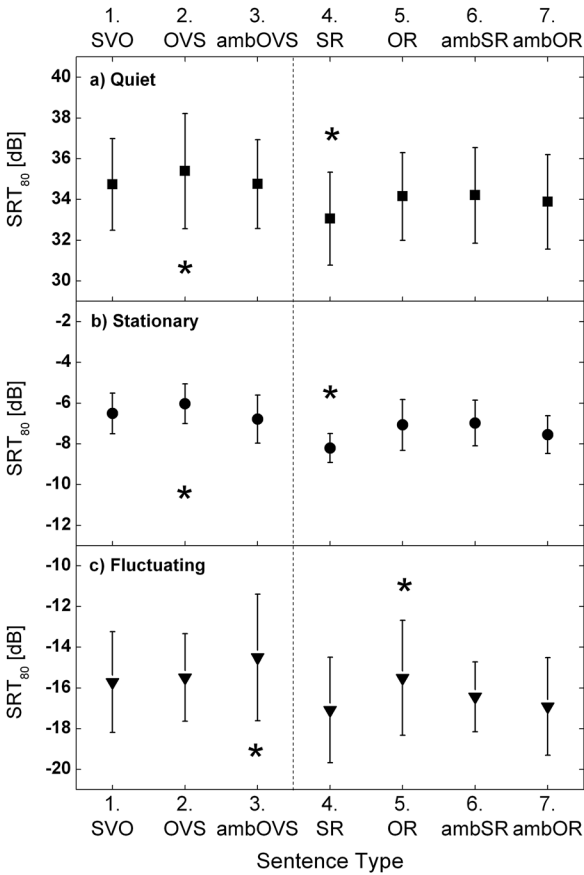 1. 2. 3. 4. 5. 6. 7.
SVO OVS ambOVS SR OR ambSR ambOR
a) Quiet
40
38
36
34
32
30
SRT80 [dB]
*
*
b) Stationary
-2
-4
-6
-8
-10
-12
SRT80 [dB]
*
*
c) Fluctuating
-10
-12
-14
-16
-18
-20
SRT80 [dB]
*
*
1. 2. 3. 4. 5. 6. 7.
SVO OVS ambOVS SR OR ambSR ambOR
Sentence Type